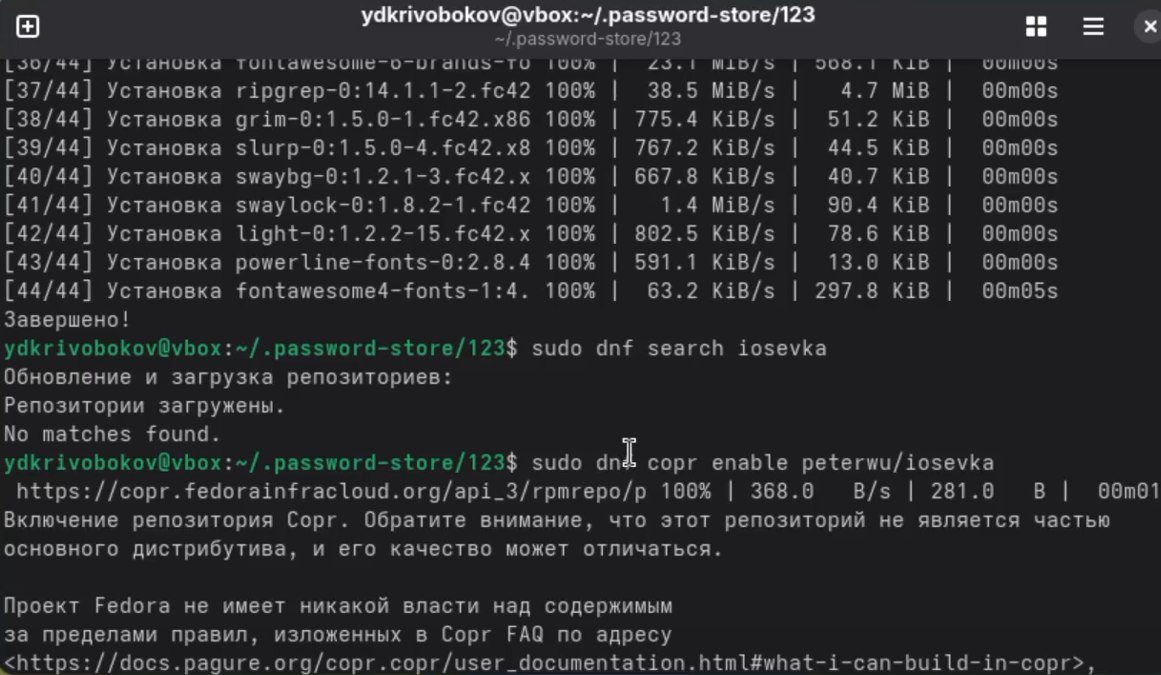 ydkrivobokov@vbox:~/.password-store/123
~/.password-store/123
[36/44] Установка fontawesome-6-brands-fo 100% | 23.1 MiB/s | 568.1 KiB | 00m00s
[37/44] Установка ripgrep-0:14.1.1-2.fc42 100% | 38.5 MiB/s | 4.7 MiB | 00m00s
[38/44] Установка grim-0:1.5.0-1.fc42.x86 100% | 775.4 KiB/s | 51.2 KiB | 00m00s
[39/44] Установка slurp-0:1.5.0-4.fc42.x8 100% | 767.2 KiB/s | 44.5 KiB | 00m00s
[40/44] Установка swaybg-0:1.2.1-3.fc42.x 100% | 667.8 KiB/s | 40.7 KiB | 00m00s
[41/44] Установка swaylock-0:1.8.2-1.fc42 100% | 1.4 MiB/s | 90.4 KiB | 00m00s
[42/44] Установка light-0:1.2.2-15.fc42.x 100% | 802.5 KiB/s | 78.6 KiB | 00m00s
[43/44] Установка powerline-fonts-0:2.8.4 100% | 591.1 KiB/s | 13.0 KiB | 00m00s
[44/44] Установка fontawesome4-fonts-1:4. 100% | 63.2 KiB/s | 297.8 KiB | 00m05s
Завершено!
ydkrivobokov@vbox:~/.password-store/123$ sudo dnf search iosevka
Обновление и загрузка репозиториев:
Репозитории загружены.
No matches found.
ydkrivobokov@vbox:~/.password-store/123$ sudo dnf copr enable peterwu/iosevka
https://copr.fedorainfracloud.org/api_3/rpmrepo/p 100% | 368.0 B/s | 281.0 B | 00m01
Включение репозитория Copr. Обратите внимание, что этот репозиторий не является частью
основного дистрибутива, и его качество может отличаться.
Проект Fedora не имеет никакой власти над содержимым
за пределами правил, изложенных в Copr FAQ по адресу
<https://docs.pagure.org/copr.copr/user_documentation.html#what-i-can-build-in-copr>,